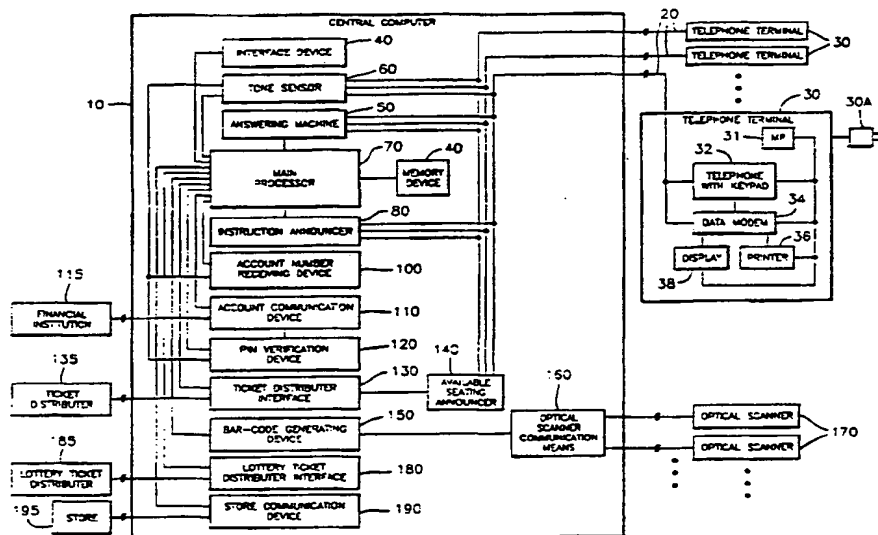 CENTRAL COMPUTER
10
INTERFACE DEVICE
40
TONE SENSOR
60
ANSWERING MACHINE
50
MAIN
PROCESSOR
70
MEMORY
DEVICE
40
INSTRUCTION ANNOUNCER
80
ACCOUNT NUMBER
RECEIVING DEVICE
100
ACCOUNT COMMUNICATION
DEVICE
110
PIN VERIFICATION
DEVICE
120
TICKET DISTRIBUTER
INTERFACE
130
AVAILABLE
SEATING
ANNOUNCER
140
BAR-CODE GENERATING
DEVICE
150
OPTICAL
SCANNER
COMMUNICATION
MEANS
160
LOTTERY TICKET
DISTRIBUTER INTERFACE
180
STORE COMMUNICATION
DEVICE
190
115
FINANCIAL
INSTITUTION
135
TICKET
DISTRIBUTER
185
LOTTERY TICKET
DISTRIBUTER
195
STORE
20
TELEPHONE TERMINAL
TELEPHONE TERMINAL
30
30
TELEPHONE TERMINAL
30A
31
MP
32
TELEPHONE
WITH KEYPAD
34
DATA MODEM
36
DISPLAY
PRINTER
38
OPTICAL SCANNER
OPTICAL SCANNER
170